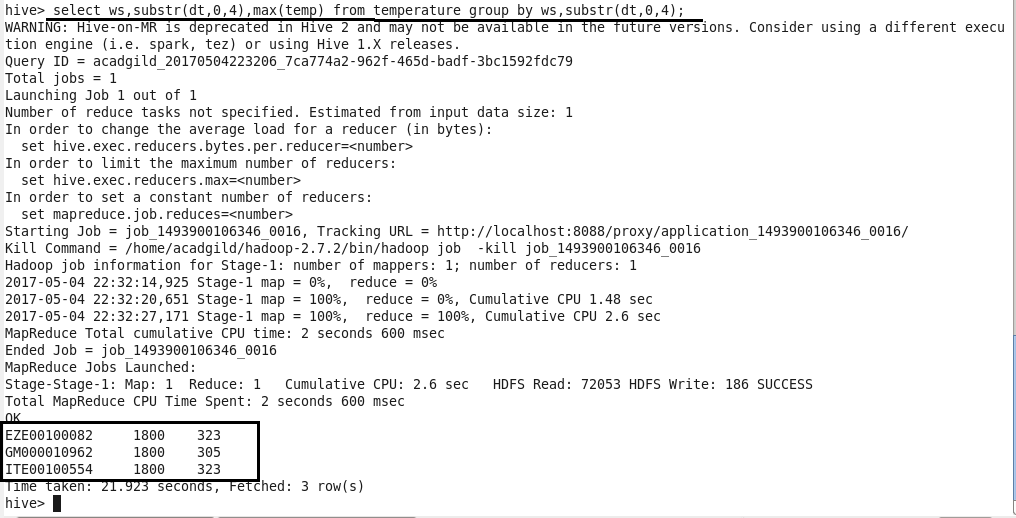 hive> select ws,substr(dt,0,4),max(temp) from temperature group by ws,substr(dt,0,4);
WARNING: Hive-on-MR is deprecated in Hive 2 and may not be available in the future versions. Consider using a different execu
tion engine (i.e. spark, tez) or using Hive 1.X releases.
Query ID = acadgild_20170504223206_7ca774a2-962f-465d-badf-3bc1592fdc79
Total jobs = 1
Launching Job 1 out of 1
Number of reduce tasks not specified. Estimated from input data size: 1
In order to change the average load for a reducer (in bytes):
  set hive.exec.reducers.bytes.per.reducer=<number>
In order to limit the maximum number of reducers:
  set hive.exec.reducers.max=<number>
In order to set a constant number of reducers:
  set mapreduce.job.reduces=<number>
Starting Job = job_1493900106346_0016, Tracking URL = http://localhost:8088/proxy/application_1493900106346_0016/
Kill Command = /home/acadgild/hadoop-2.7.2/bin/hadoop job  -kill job_1493900106346_0016
Hadoop job information for Stage-1: number of mappers: 1; number of reducers: 1
2017-05-04 22:32:14,925 Stage-1 map = 0%,  reduce = 0%
2017-05-04 22:32:20,651 Stage-1 map = 100%,  reduce = 0%, Cumulative CPU 1.48 sec
2017-05-04 22:32:27,171 Stage-1 map = 100%,  reduce = 100%, Cumulative CPU 2.6 sec
MapReduce Total cumulative CPU time: 2 seconds 600 msec
Ended Job = job_1493900106346_0016
MapReduce Jobs Launched:
Stage-Stage-1: Map: 1  Reduce: 1   Cumulative CPU: 2.6 sec   HDFS Read: 72053 HDFS Write: 186 SUCCESS
Total MapReduce CPU Time Spent: 2 seconds 600 msec
OK
EZE00100082     1800    323
GM000010962     1800    305
ITE00100554     1800    323
Time taken: 21.923 seconds, Fetched: 3 row(s)
hive>